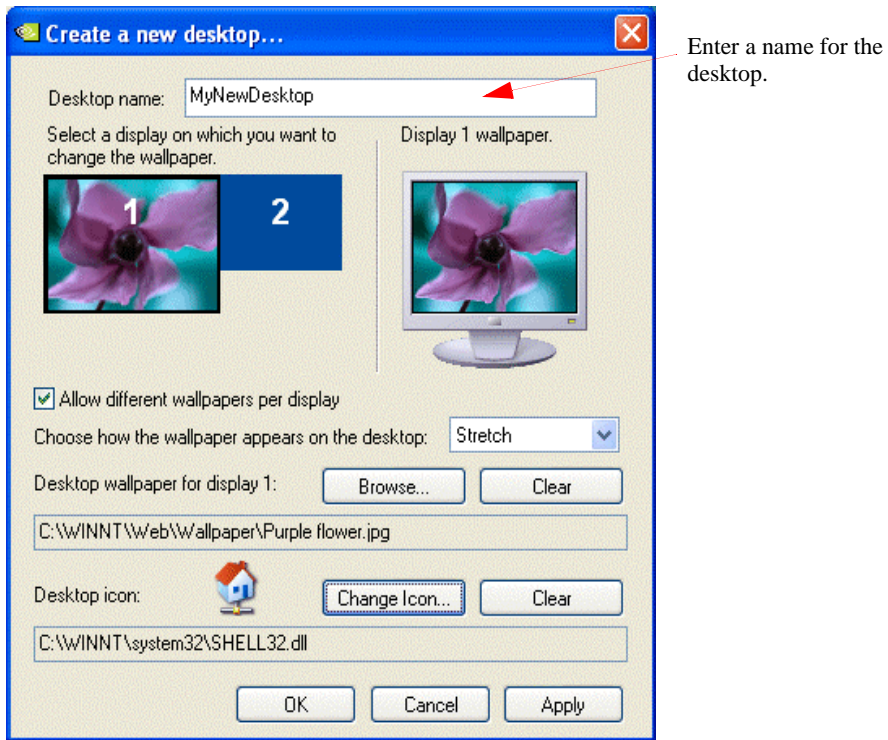 Create a new desktop...
Enter a name for the
desktop.
Desktop name: MyNewDesktop
Select a display on which you want to
change the wallpaper.
Display 1 wallpaper.
1
2
Allow different wallpapers per display
Choose how the wallpaper appears on the desktop: Stretch
Desktop wallpaper for display 1: Browse... Clear
C:\WINNT\Web\Wallpaper\Purple flower.jpg
Desktop icon: Change Icon... Clear
C:\WINNT\system32\SHELL32.dll
OK Cancel Apply